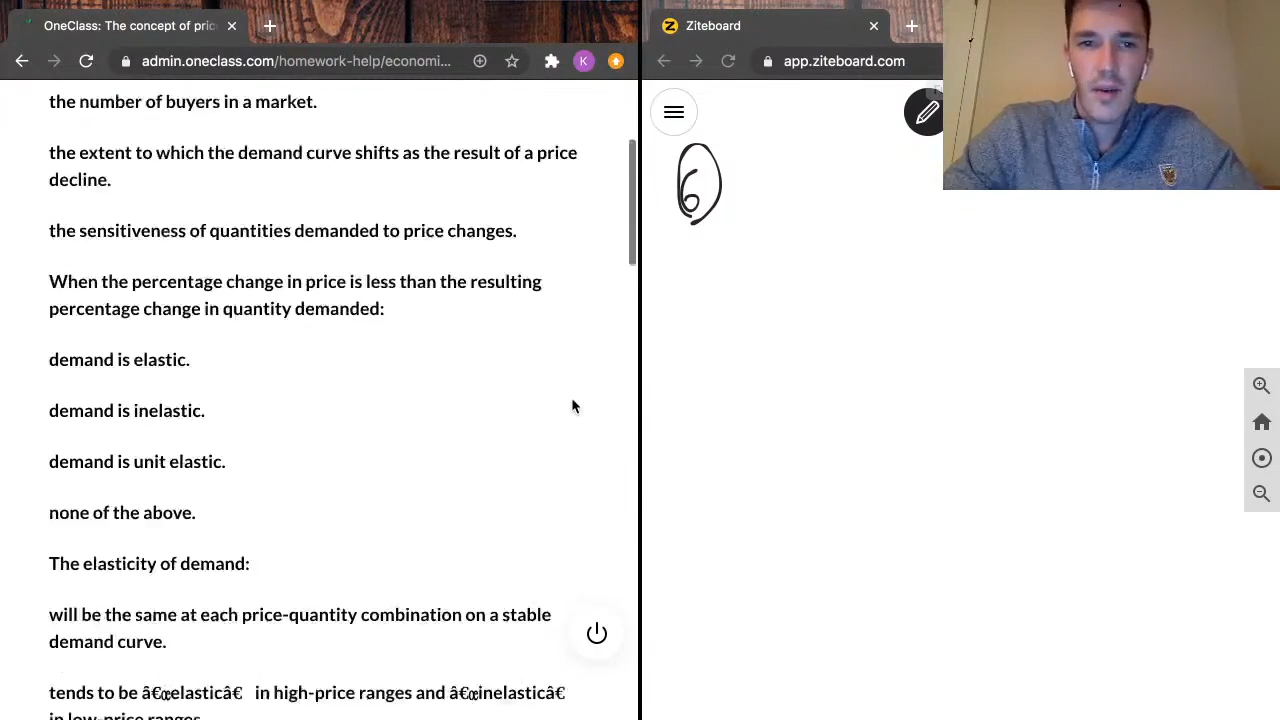 OneClass: The concept of pric
Ziteboard
admin.oneclass.com/homework-help/economi...
K
app.ziteboard.com
the number of buyers in a market.
the extent to which the demand curve shifts as the result of a price
decline.
the sensitiveness of quantities demanded to price changes.
When the percentage change in price is less than the resulting
percentage change in quantity demanded:
demand is elastic.
demand is inelastic.
demand is unit elastic.
none of the above.
The elasticity of demand:
will be the same at each price-quantity combination on a stable
demand curve.
tends to be â€œelasticâ€ in high-price ranges and â€œinelasticâ€
in low-price ranges.
6